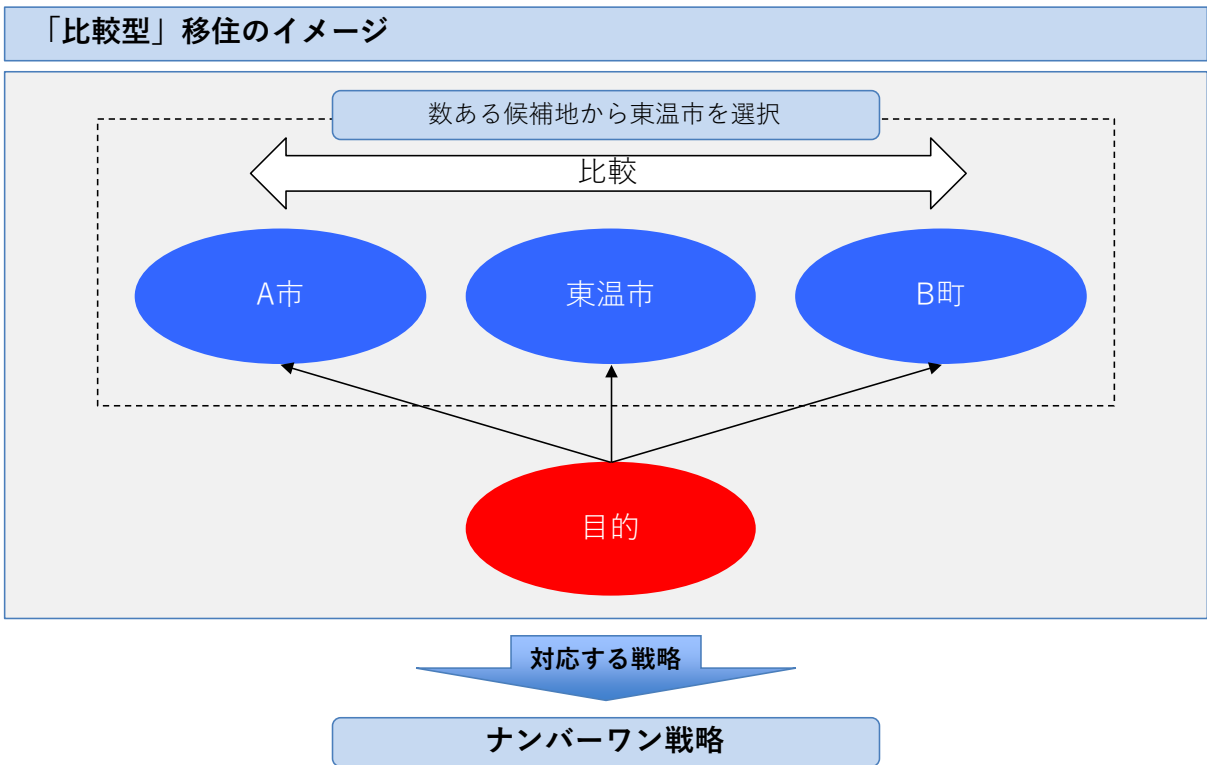 「比較型」移住のイメージ
数ある候補地から東温市を選択
比較
A市
東温市
B町
目的
対応する戦略
ナンバーワン戦略